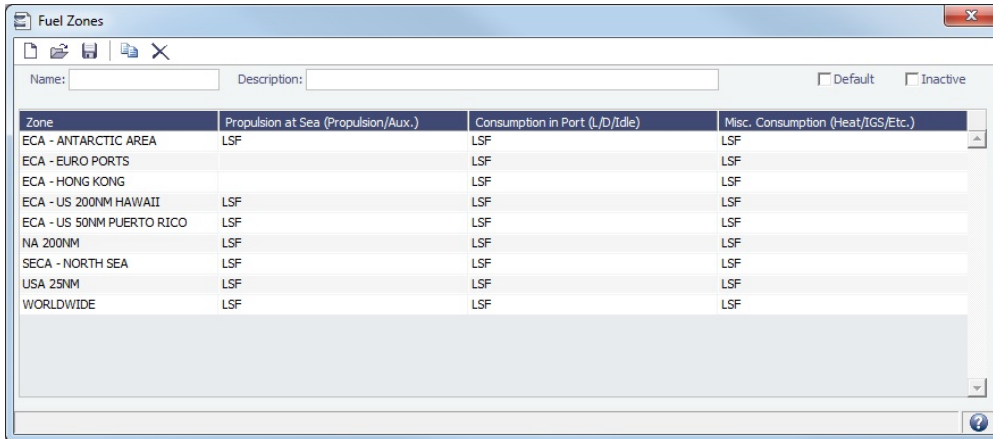 Fuel Zones
Name: Description: Default Inactive
Zone Propulsion at Sea (Propulsion/Aux.) Consumption in Port (L/D/Idle) Misc. Consumption (Heat/IGS/Etc.)
ECA - ANTARCTIC AREA LSF LSF LSF
ECA - EURO PORTS LSF LSF
ECA - HONG KONG LSF LSF
ECA - US 200NM HAWAII LSF LSF LSF
ECA - US 50NM PUERTO RICO LSF LSF LSF
NA 200NM LSF LSF LSF
SECA - NORTH SEA LSF LSF LSF
USA 25NM LSF LSF LSF
WORLDWIDE LSF LSF LSF